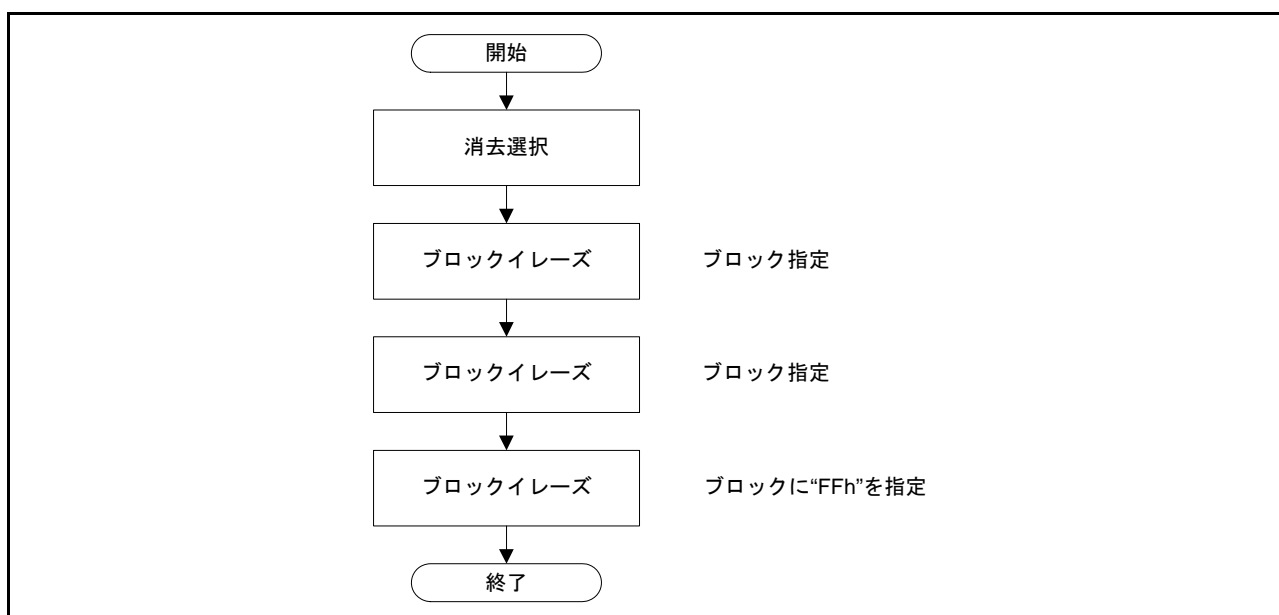 開始
消去選択
ブロックイレーズ ブロック指定
ブロックイレーズ ブロック指定
ブロックイレーズ ブロックに“FFh”を指定
終了